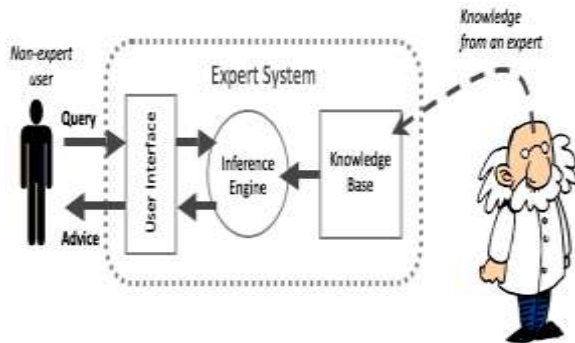 Non-expert
user
Knowledge
from an expert
Expert System
Query
User Interface
Inference
Engine
Knowledge
Base
Advice